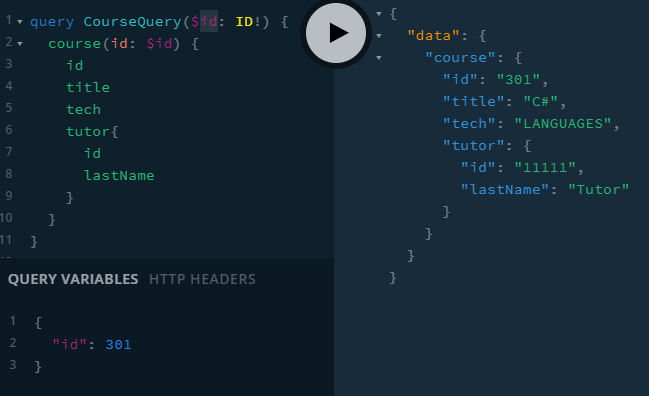 1 query CourseQuery($id: ID!) {
2 course(id: $id) {
3 id
4 title
5 tech
6 tutor{
7 id
8 lastName
9 }
10 }
11 }
QUERY VARIABLES HTTP HEADERS
1 {
2 "id": 301
3 }
{
"data": {
"course": {
"id": "301",
"title": "C#",
"tech": "LANGUAGES",
"tutor": {
"id": "11111",
"lastName": "Tutor"
}
}
}
}